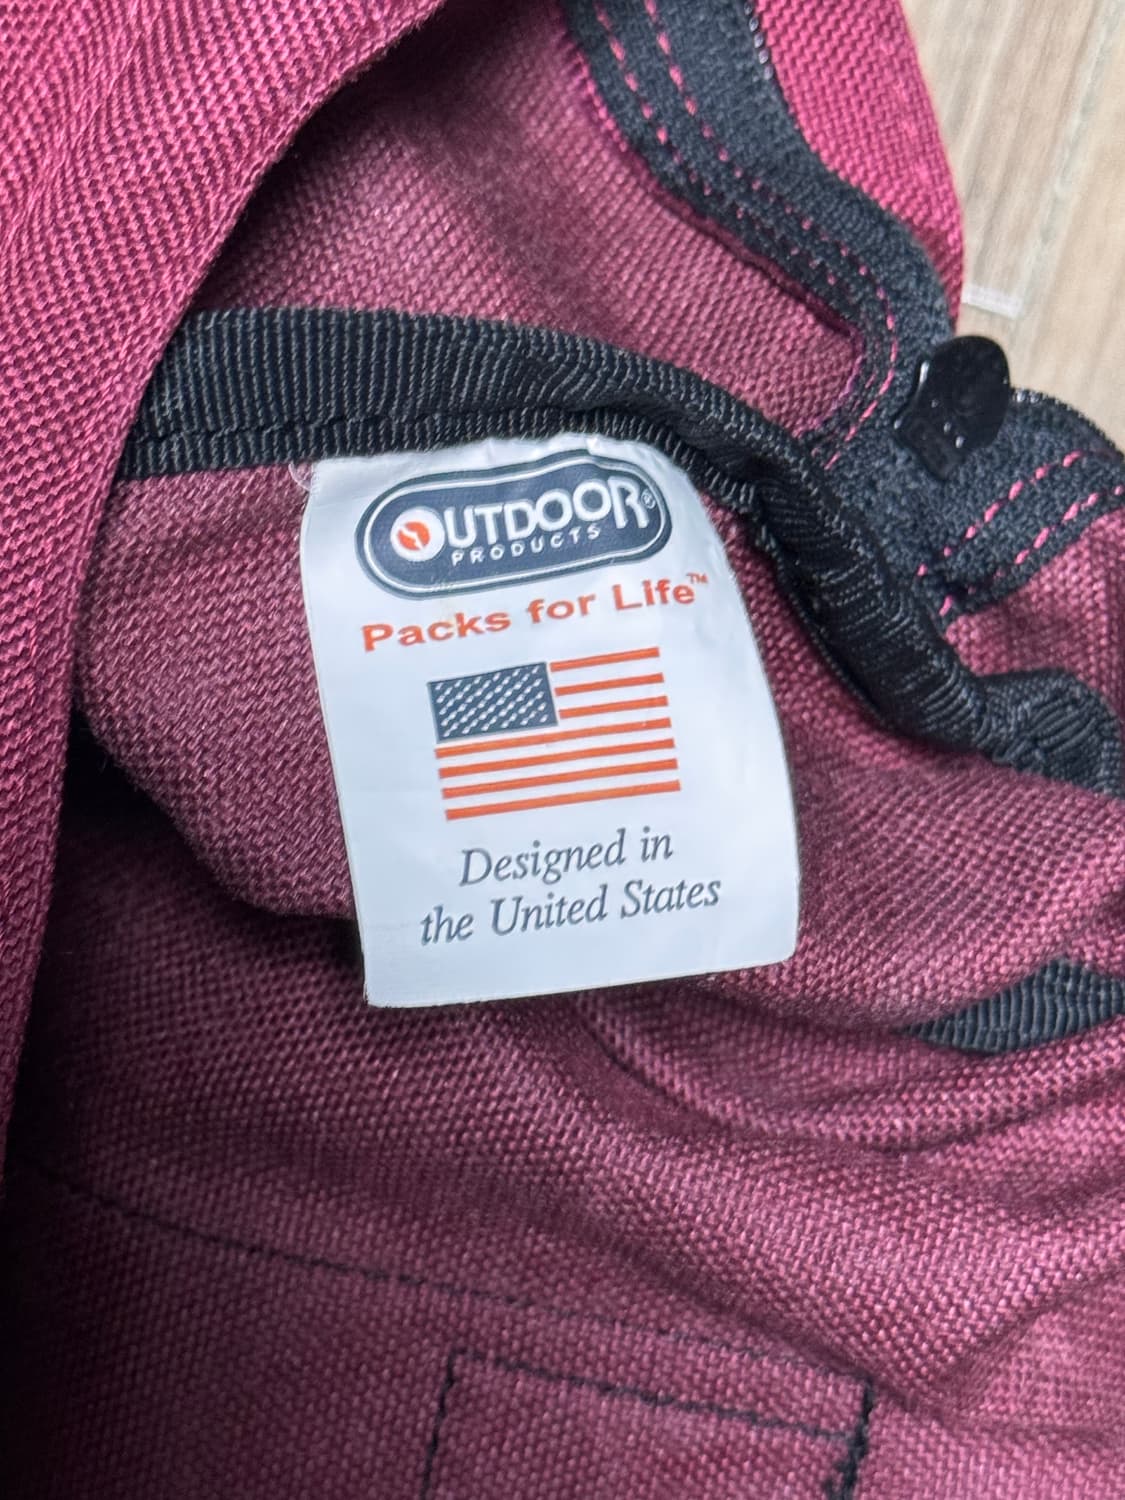 OUTDOOR®
PRODUCTS
Packs for Life™
Designed in
the United States